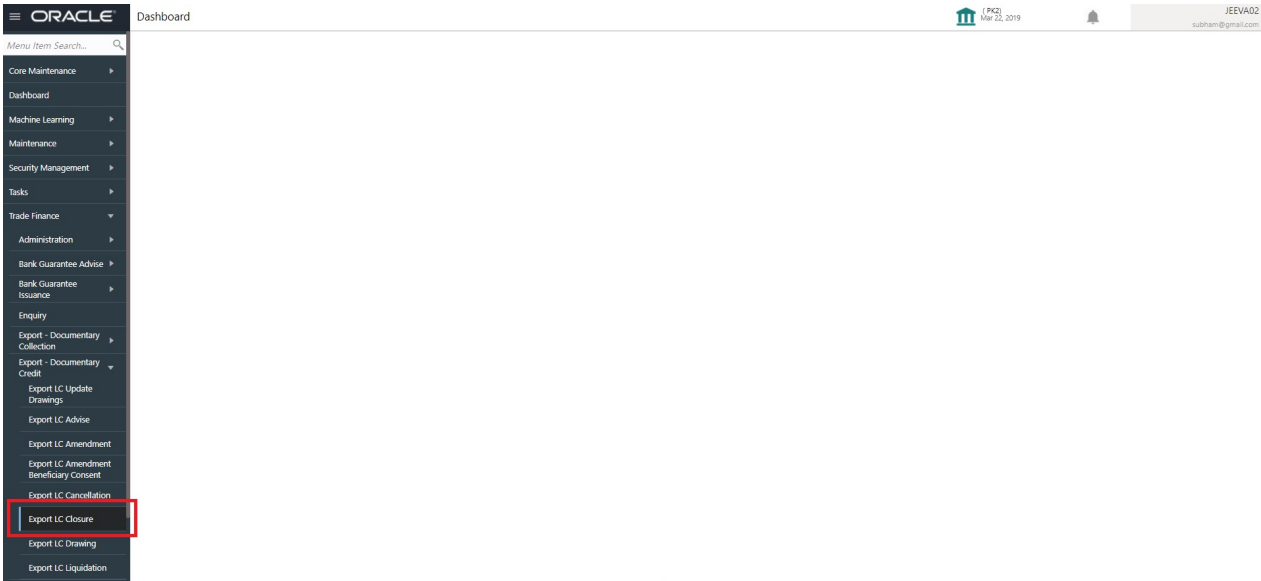 ORACLE®
Dashboard
( PK2)
Mar 22, 2019
JEEVA02
subham@gmail.com
Menu Item Search...
Core Maintenance
Dashboard
Machine Learning
Maintenance
Security Management
Tasks
Trade Finance
Administration
Bank Guarantee Advise
Bank Guarantee
Issuance
Enquiry
Export - Documentary
Collection
Export - Documentary
Credit
Export LC Update
Drawings
Export LC Advise
Export LC Amendment
Export LC Amendment
Beneficiary Consent
Export LC Cancellation
Export LC Closure
Export LC Drawing
Export LC Liquidation